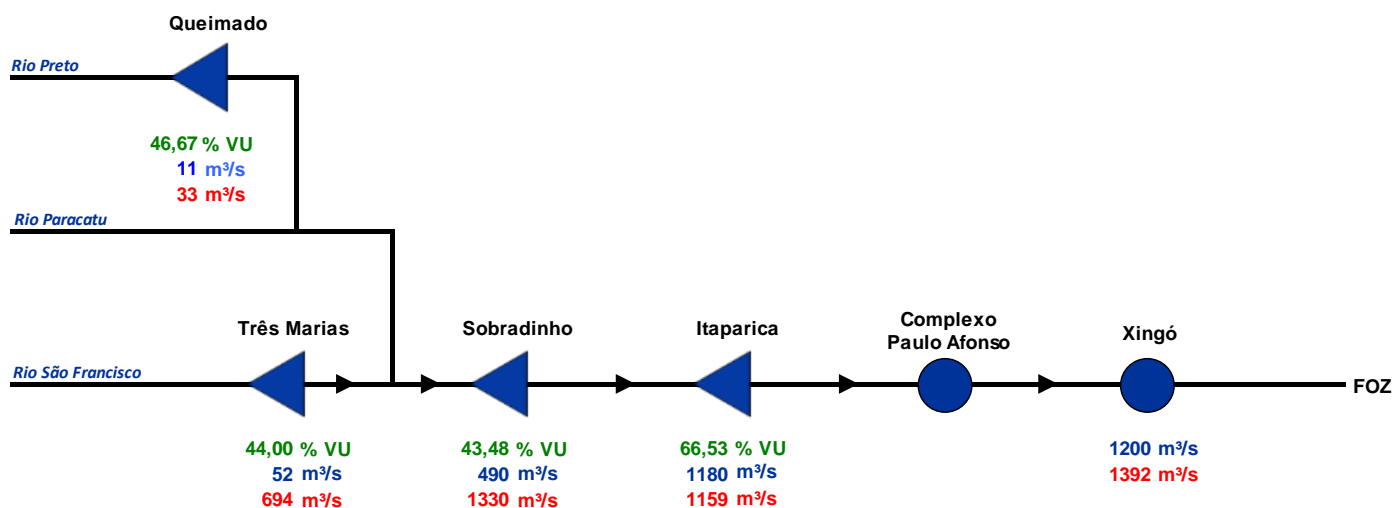 Queimado
Rio Preto
46,67 % VU
11 m³/s
33 m³/s
Rio Paracatu
Três Marias
Sobradinho
Itaparica
Complexo
Paulo Afonso
Xingó
Rio São Francisco
FOZ
44,00 % VU
52 m³/s
694 m³/s
43,48 % VU
490 m³/s
1330 m³/s
66,53 % VU
1180 m³/s
1159 m³/s
1200 m³/s
1392 m³/s